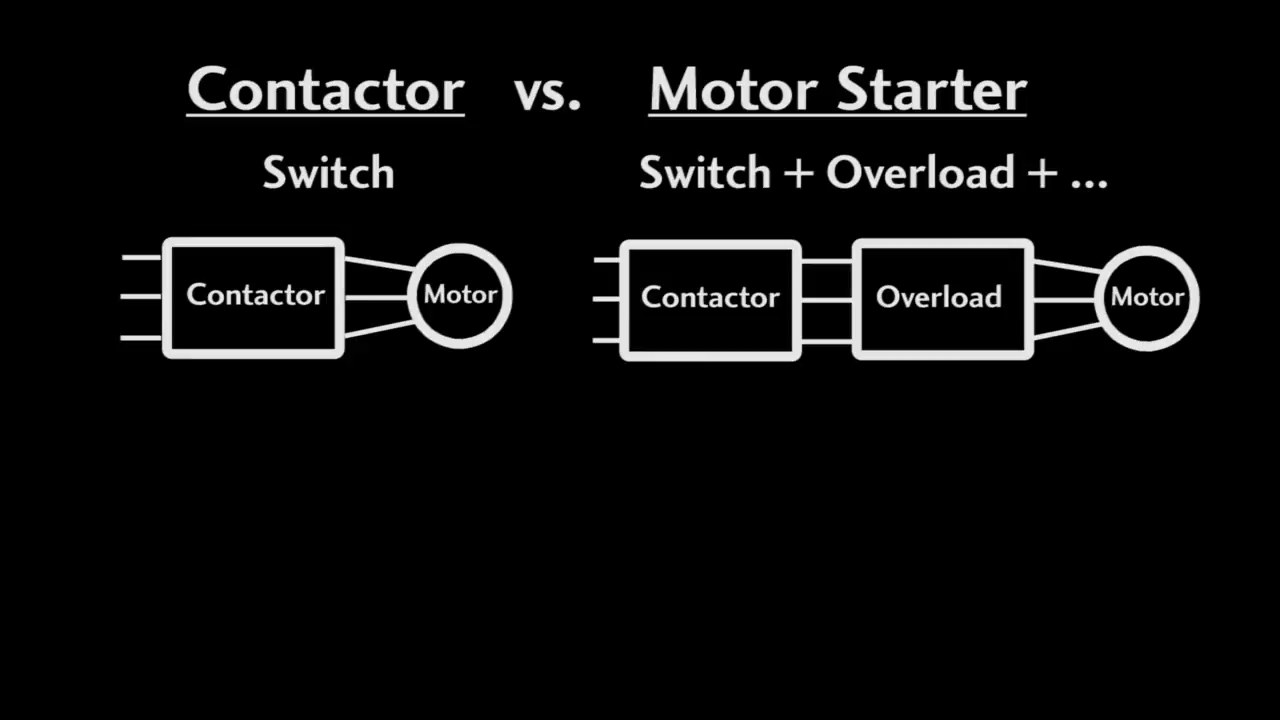 Contactor vs. Motor Starter
Switch
Switch + Overload + ...
Contactor
Motor
Contactor
Overload
Motor